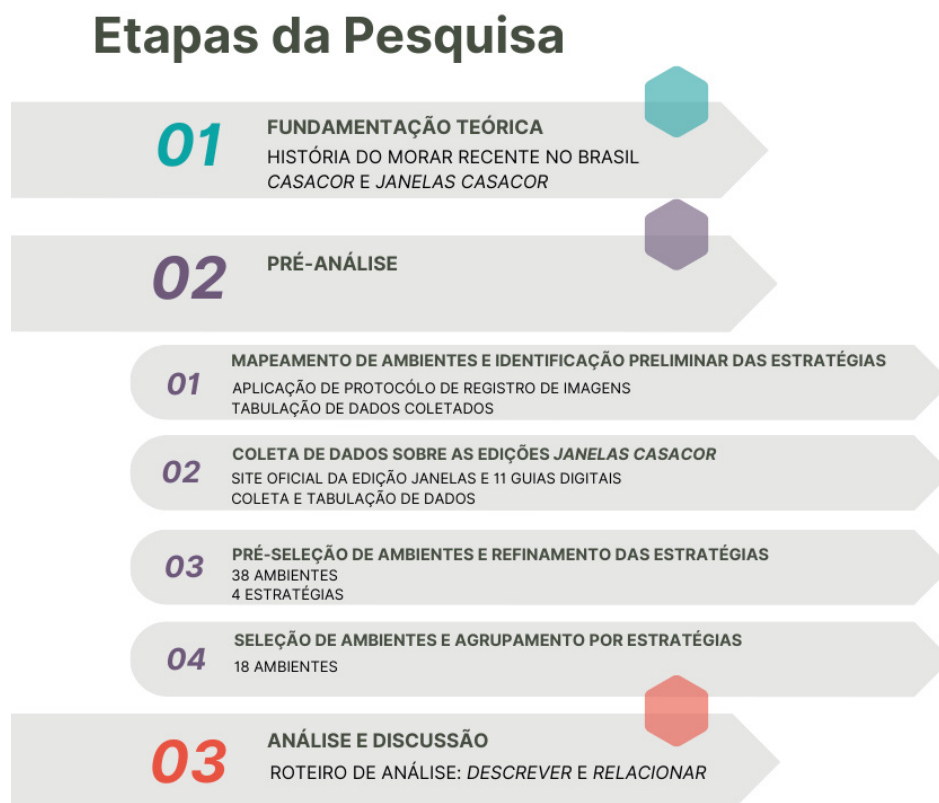 Etapas da Pesquisa
01
FUNDAMENTAÇÃO TEÓRICA
HISTÓRIA DO MORAR RECENTE NO BRASIL
CASACOR E JANELAS CASACOR
02
PRÉ-ANÁLISE
01
MAPEAMENTO DE AMBIENTES E IDENTIFICAÇÃO PRELIMINAR DAS ESTRATÉGIAS
APLICAÇÃO DE PROTOCÓLO DE REGISTRO DE IMAGENS
TABULAÇÃO DE DADOS COLETADOS
02
COLETA DE DADOS SOBRE AS EDIÇÕES JANELAS CASACOR
SITE OFICIAL DA EDIÇÃO JANELAS E 11 GUIAS DIGITAIS
COLETA E TABULAÇÃO DE DADOS
03
PRÉ-SELEÇÃO DE AMBIENTES E REFINAMENTO DAS ESTRATÉGIAS
38 AMBIENTES
4 ESTRATÉGIAS
04
SELEÇÃO DE AMBIENTES E AGRUPAMENTO POR ESTRATÉGIAS
18 AMBIENTES
03
ANÁLISE E DISCUSSÃO
ROTEIRO DE ANÁLISE: DESCREVER E RELACIONAR